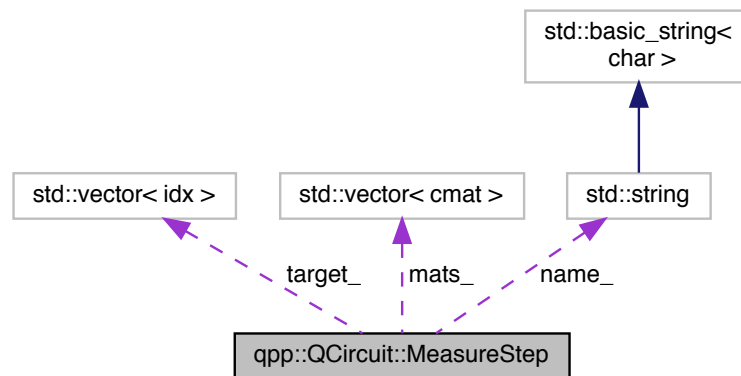 std::basic_string<
char >
std::vector< idx >
std::vector< cmat >
std::string
target_
mats_
name_
qpp::QCircuit::MeasureStep